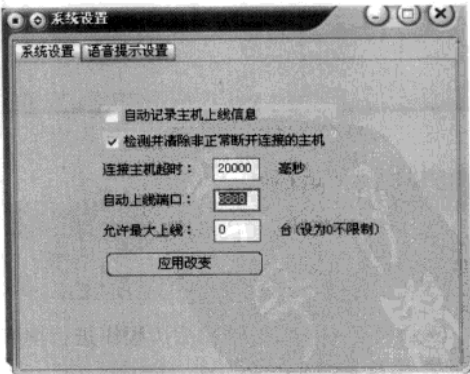 系统设置
系统设置 语音提示设置
自动记录主机上线信息
检测并清除非正常断开连接的主机
连接主机超时： 20000 毫秒
自动上线端口： 8888
允许最大上线： 0 台(设为0不限制)
应用改变